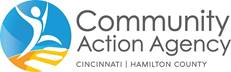 Community
Action Agency
CINCINNATI | HAMILTON COUNTY